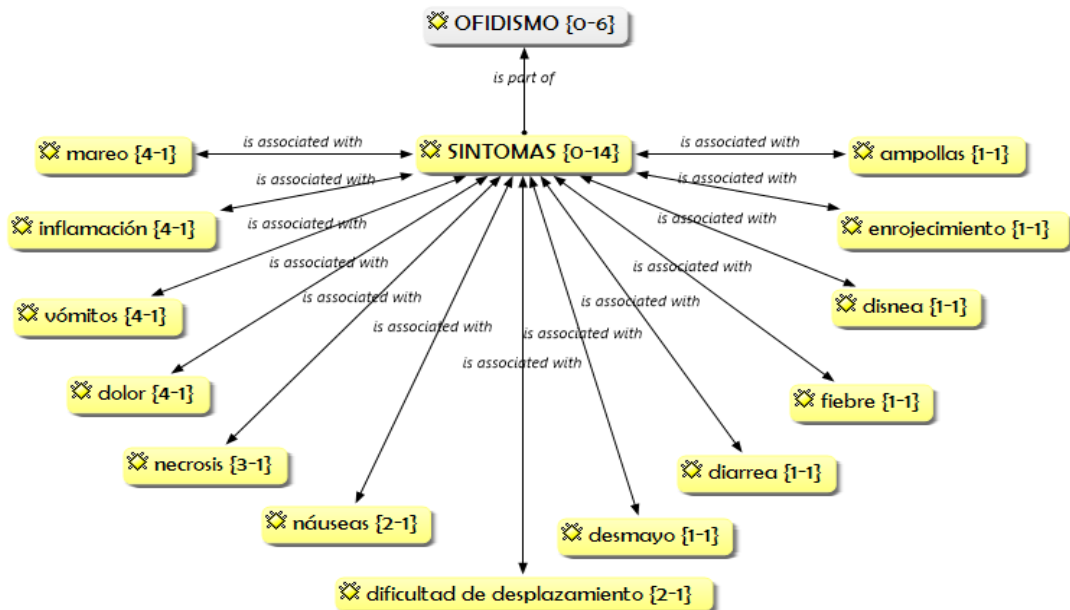 OFIDISMO {0-6}
is part of
mareo {4-1}
is associated with
SINTOMAS {0-14}
is associated with
ampollas {1-1}
is associated with
is associated with
inflamación {4-1}
is associated with
is associated with
enrojecimiento {1-1}
is associated with
is associated with
vómitos {4-1}
is associated with
is associated with
disnea {1-1}
is associated with
is associated with
is associated with
dolor {4-1}
fiebre {1-1}
necrosis {3-1}
diarrea {1-1}
náuseas {2-1}
desmayo {1-1}
dificultad de desplazamiento {2-1}